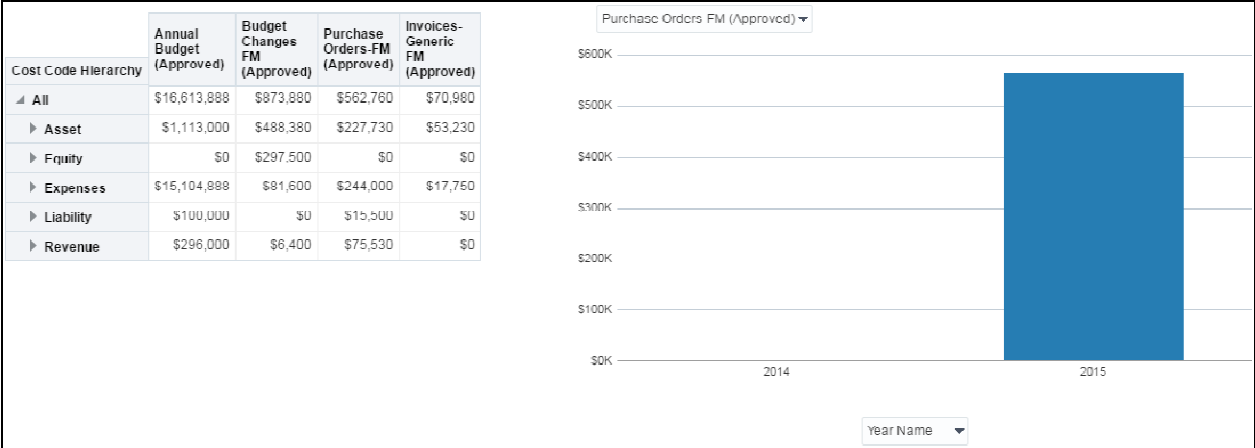 Cost Code Hierarchy Annual Budget (Approved) Budget Changes FM (Approved) Purchase Orders-FM (Approved) Invoices-Generic FM (Approved)
All $16,613,888 $873,880 $562,760 $70,980
Asset $1,113,000 $488,380 $227,730 $53,230
Equity $0 $297,500 $0 $0
Expenses $15,104,888 $81,600 $244,000 $17,750
Liability $100,000 $0 $15,500 $0
Revenue $296,000 $6,400 $75,530 $0
Purchase Orders FM (Approved)
$600K
$500K
$400K
$300K
$200K
$100K
$0K
2014 2015
Year Name